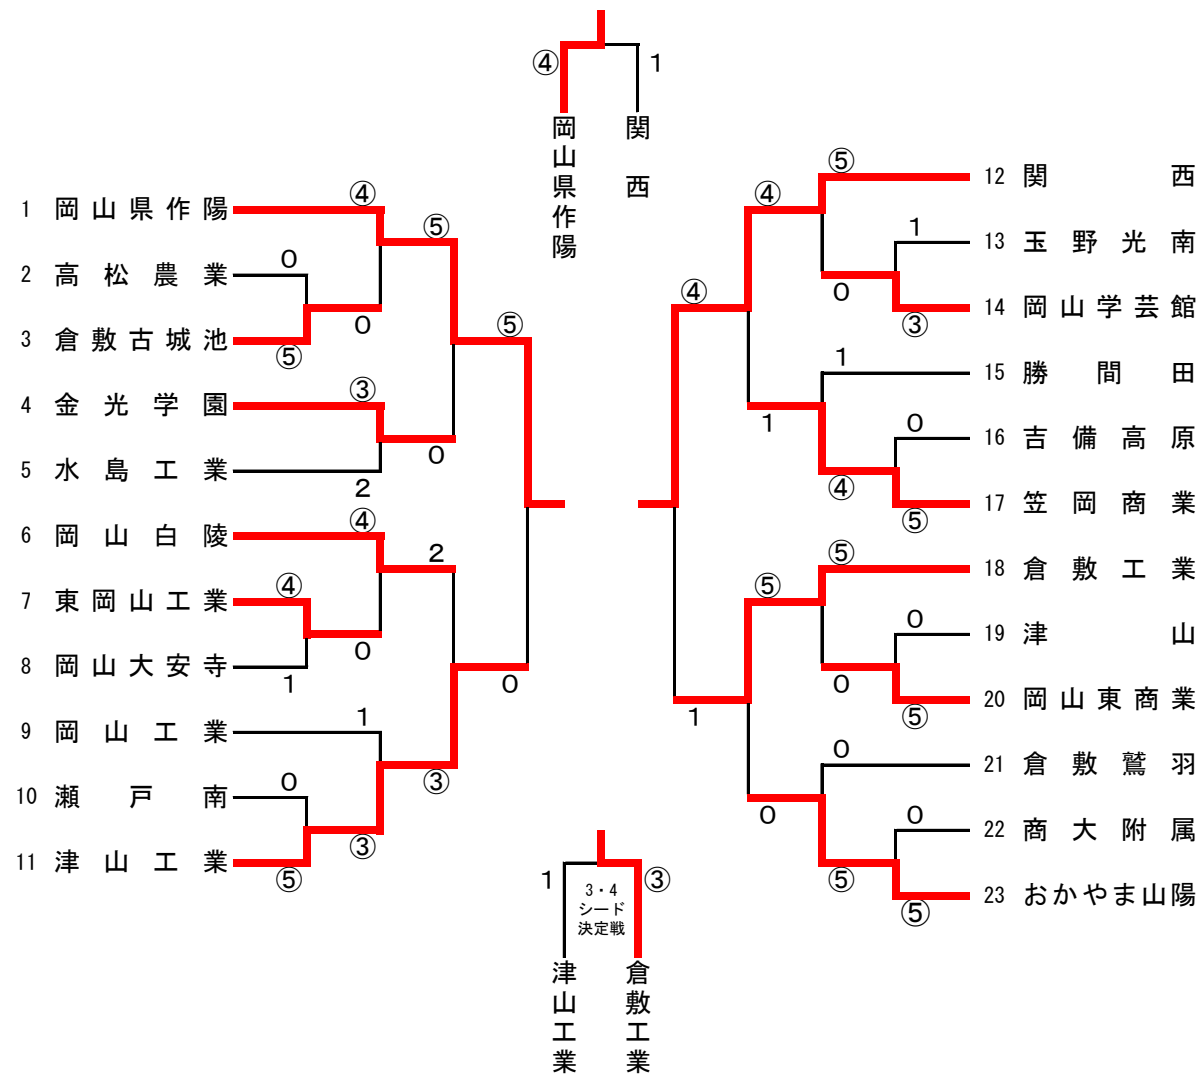 ④
1
岡山県作陽
関西
1 岡山県作陽
④
⑤
2 高松農業
0
0
3 倉敷古城池
⑤
⑤
4 金光学園
③
0
5 水島工業
2
6 岡山白陵
④
2
7 東岡山工業
④
0
8 岡山大安寺
1
0
9 岡山工業
1
③
10 瀬戸南
0
③
11 津山工業
⑤
⑤
12 関西
④
1
13 玉野光南
0
④
14 岡山学芸館
③
1
15 勝間田
1
0
16 吉備高原
④
17 笠岡商業
⑤
⑤
18 倉敷工業
⑤
0
19 津山
0
20 岡山東商業
⑤
1
0
21 倉敷鷲羽
0
0
22 商大附属
⑤
23 おかやま山陽
⑤
1
③
3・4
シード
決定戦
津山工業
倉敷工業